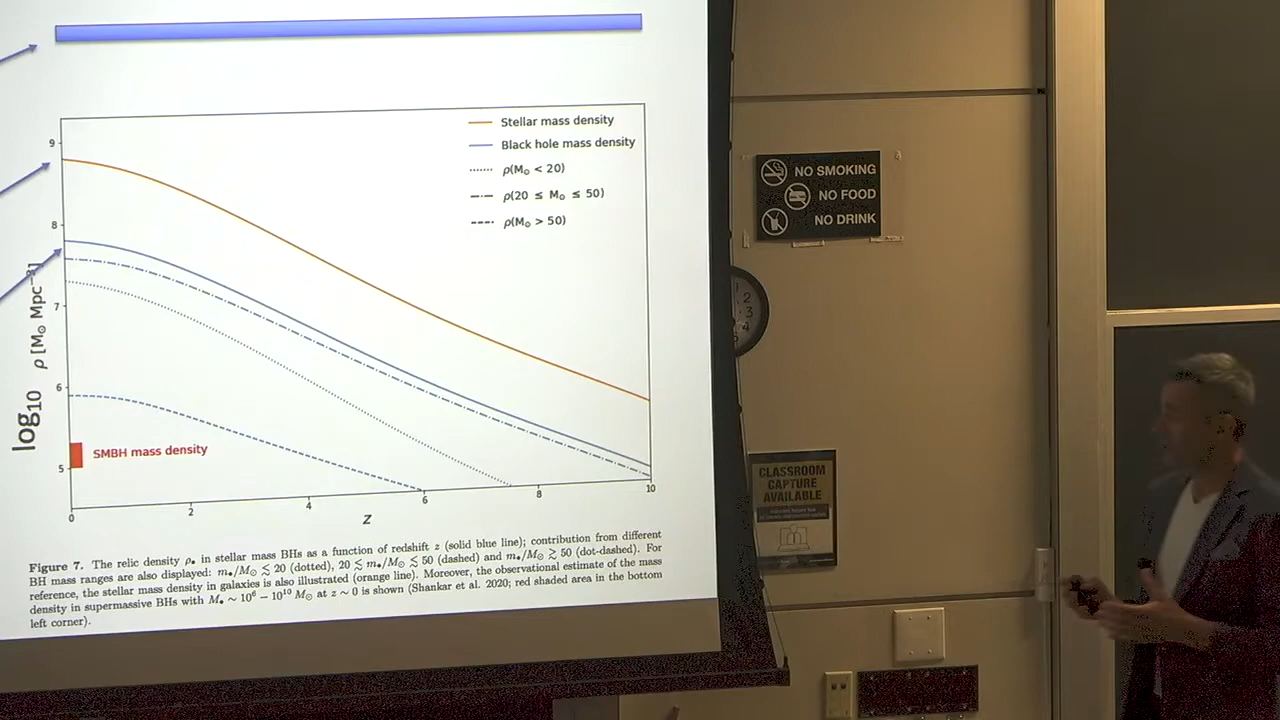 Stellar mass density
Black hole mass density
ρ(M⊙ < 20)
ρ(20 ≤ M⊙ ≤ 50)
ρ(M⊙ > 50)
9
8
7
6
5
log₁₀ ρ [M⊙ Mpc⁻³]
SMBH mass density
0 2 4 6 8 10
z
Figure 7. The relic density ρ• in stellar mass BHs as a function of redshift z (solid blue line); contribution from different
BH mass ranges are also displayed: m•/M⊙ ≲ 20 (dotted), 20 ≲ m•/M⊙ ≲ 50 (dashed) and m•/M⊙ ≳ 50 (dot-dashed). For
reference, the stellar mass density in galaxies is also illustrated (orange line). Moreover, the observational estimate of the mass
density in supermassive BHs with M• ∼ 10⁶ − 10¹⁰ M⊙ at z ∼ 0 is shown (Shankar et al. 2020; red shaded area in the bottom
left corner).
NO SMOKING
NO FOOD
NO DRINK
2
3
4
CLASSROOM
CAPTURE
AVAILABLE